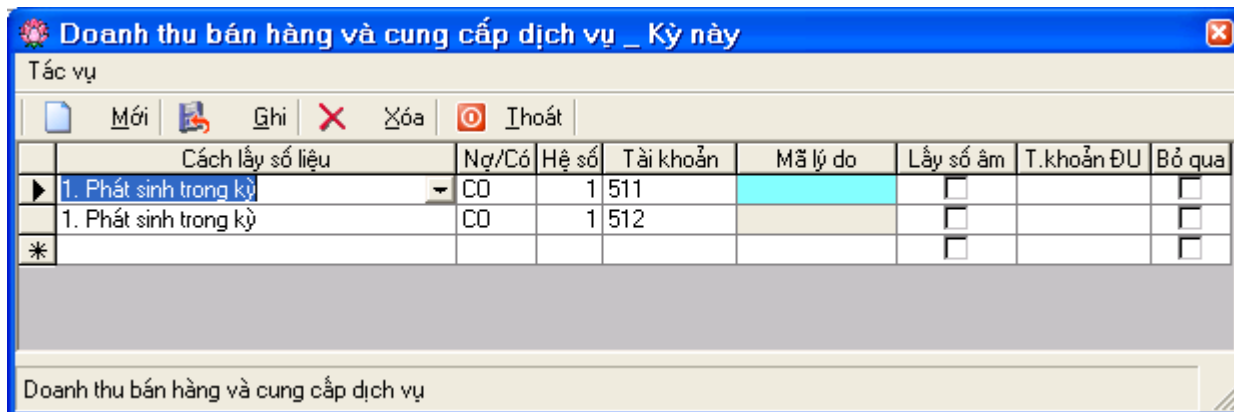 Doanh thu bán hàng và cung cấp dịch vụ _ Kỳ này
Tác vụ
Mới Ghi Xóa Thoát
Cách lấy số liệu Nợ/Có Hệ số Tài khoản Mã lý do Lấy số âm T.khoản ĐU Bỏ qua
1. Phát sinh trong kỳ CO 1 511
1. Phát sinh trong kỳ CO 1 512
Doanh thu bán hàng và cung cấp dịch vụ